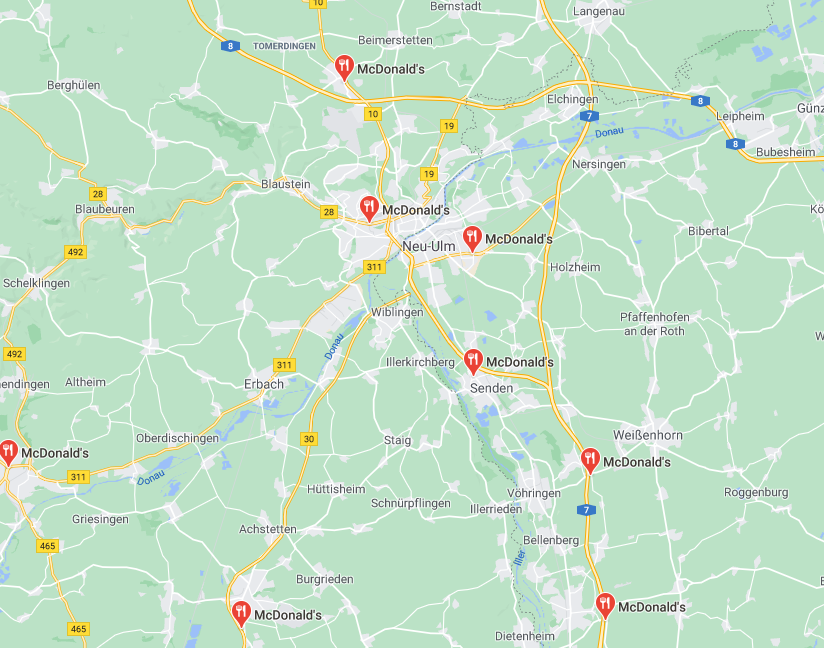 10
Bernstadt
Langenau
8
TOMERDINGEN
Beimerstetten
McDonald's
Berghülen
Elchingen
8
10
7
Leipheim
Günz
19
Donau
8
Bubesheim
Nersingen
19
Blaustein
28
Blaubeuren
28
McDonald's
Kö
492
Neu-Ulm
McDonald's
Bibertal
311
Holzheim
Schelklingen
Wiblingen
Pfaffenhofen
an der Roth
W
Donau
492
311
Illerkirchberg
McDonald's
endingen
Altheim
Erbach
Senden
Oberdischingen
30
Staig
Weißenhorn
McDonald's
McDonald's
311
Donau
Hüttisheim
Vöhringen
Roggenburg
Schnürpflingen
Illerrieden
7
Griesingen
Achstetten
Bellenberg
465
Iller
Burgrieden
McDonald's
McDonald's
465
Dietenheim